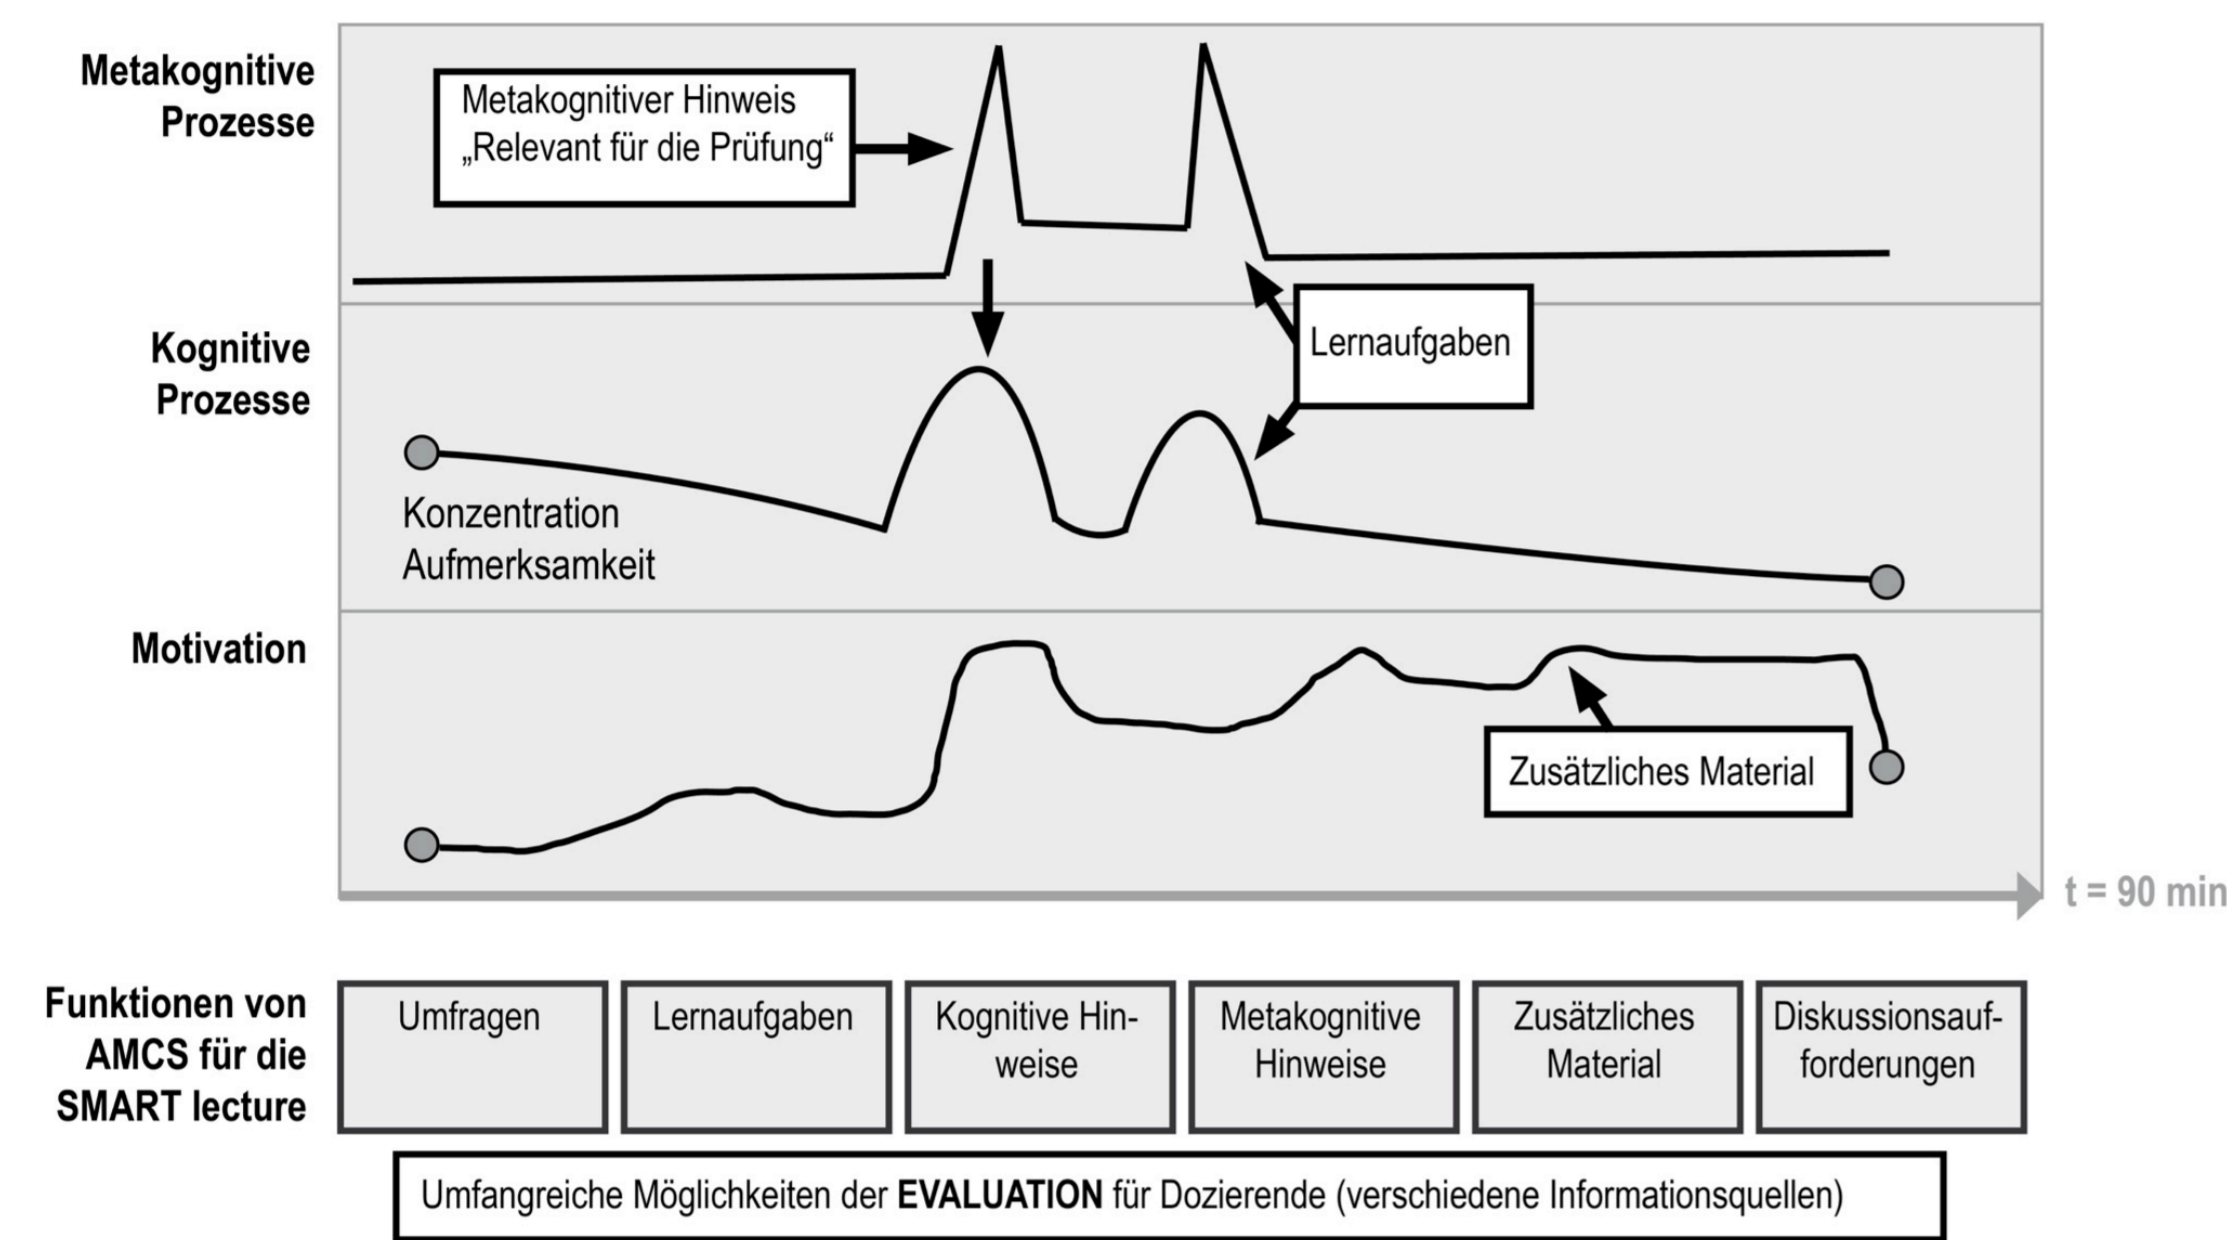 Metakognitive
Prozesse
Metakognitiver Hinweis
„Relevant für die Prüfung“
Kognitive
Prozesse
Lernaufgaben
Konzentration
Aufmerksamkeit
Motivation
Zusätzliches Material
t = 90 min
Funktionen von
AMCS für die
SMART lecture
Umfragen
Lernaufgaben
Kognitive Hin-
weise
Metakognitive
Hinweise
Zusätzliches
Material
Diskussionsauf-
forderungen
Umfangreiche Möglichkeiten der EVALUATION für Dozierende (verschiedene Informationsquellen)